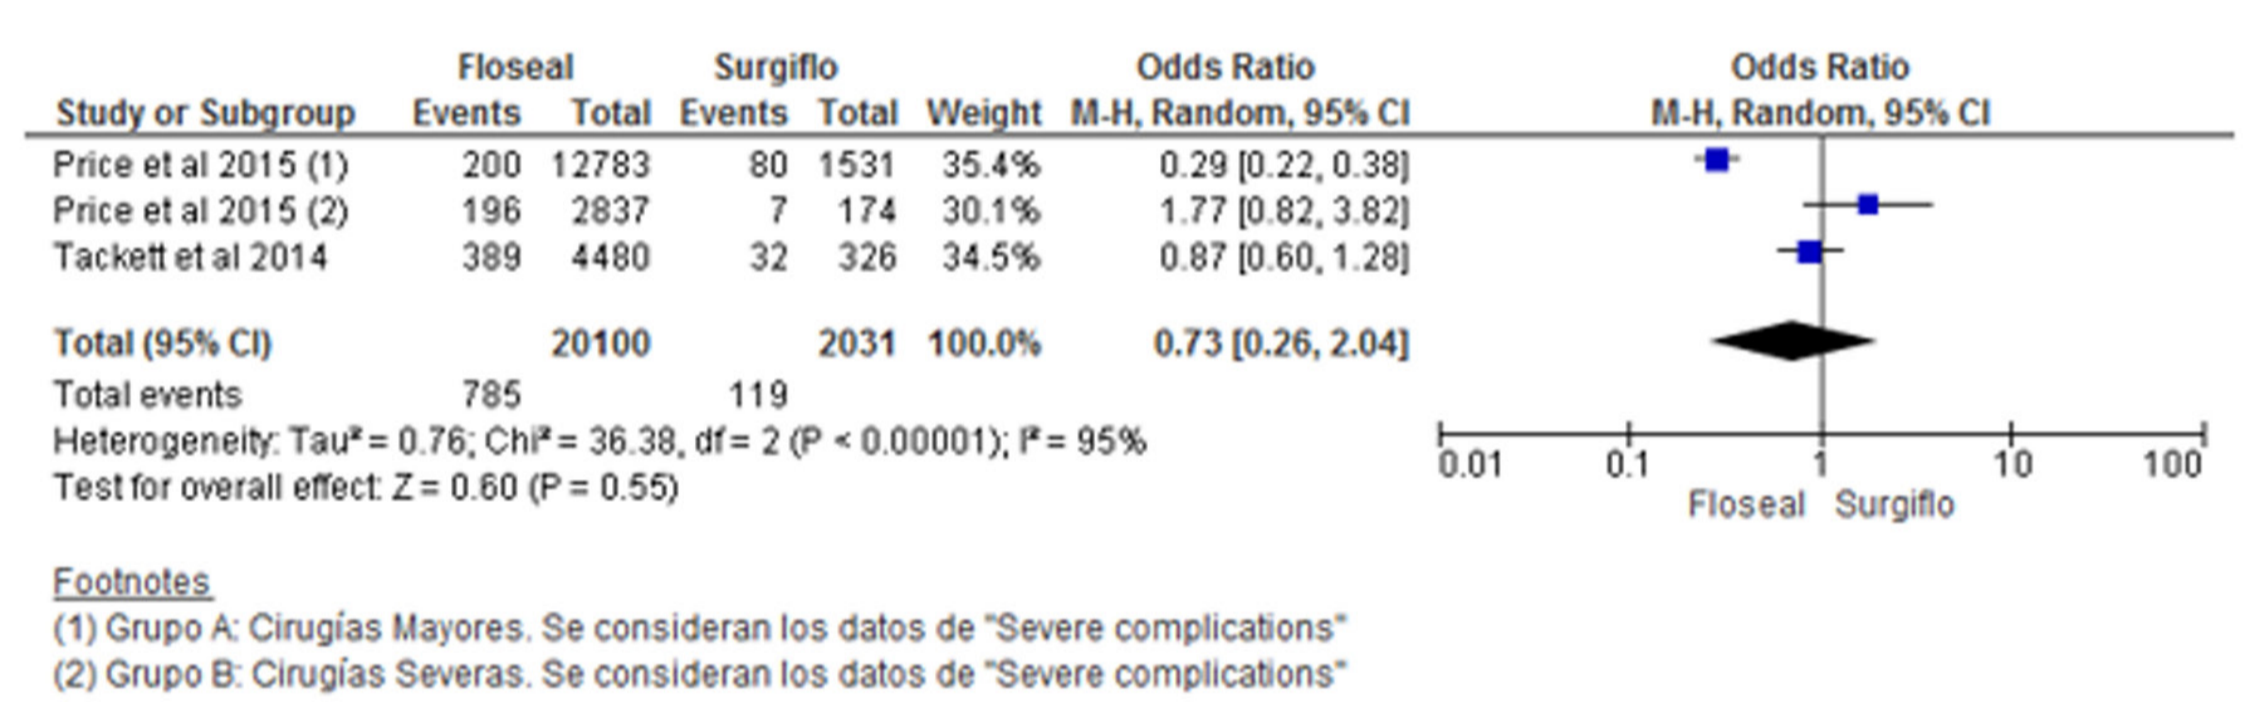 Floseal Surgiflo Odds Ratio Odds Ratio
Study or Subgroup Events Total Events Total Weight M-H, Random, 95% CI M-H, Random, 95% CI
Price et al 2015 (1) 200 12783 80 1531 35.4% 0.29 [0.22, 0.38]
Price et al 2015 (2) 196 2837 7 174 30.1% 1.77 [0.82, 3.82]
Tackett et al 2014 389 4480 32 326 34.5% 0.87 [0.60, 1.28]
Total (95% CI) 20100 2031 100.0% 0.73 [0.26, 2.04]
Total events 785 119
Heterogeneity: Tau² = 0.76; Chi² = 36.38, df = 2 (P < 0.00001); I² = 95%
Test for overall effect: Z = 0.60 (P = 0.55)
0.01 0.1 1 10 100
Floseal Surgiflo
Footnotes
(1) Grupo A: Cirugías Mayores. Se consideran los datos de "Severe complications"
(2) Grupo B: Cirugías Severas. Se consideran los datos de "Severe complications"